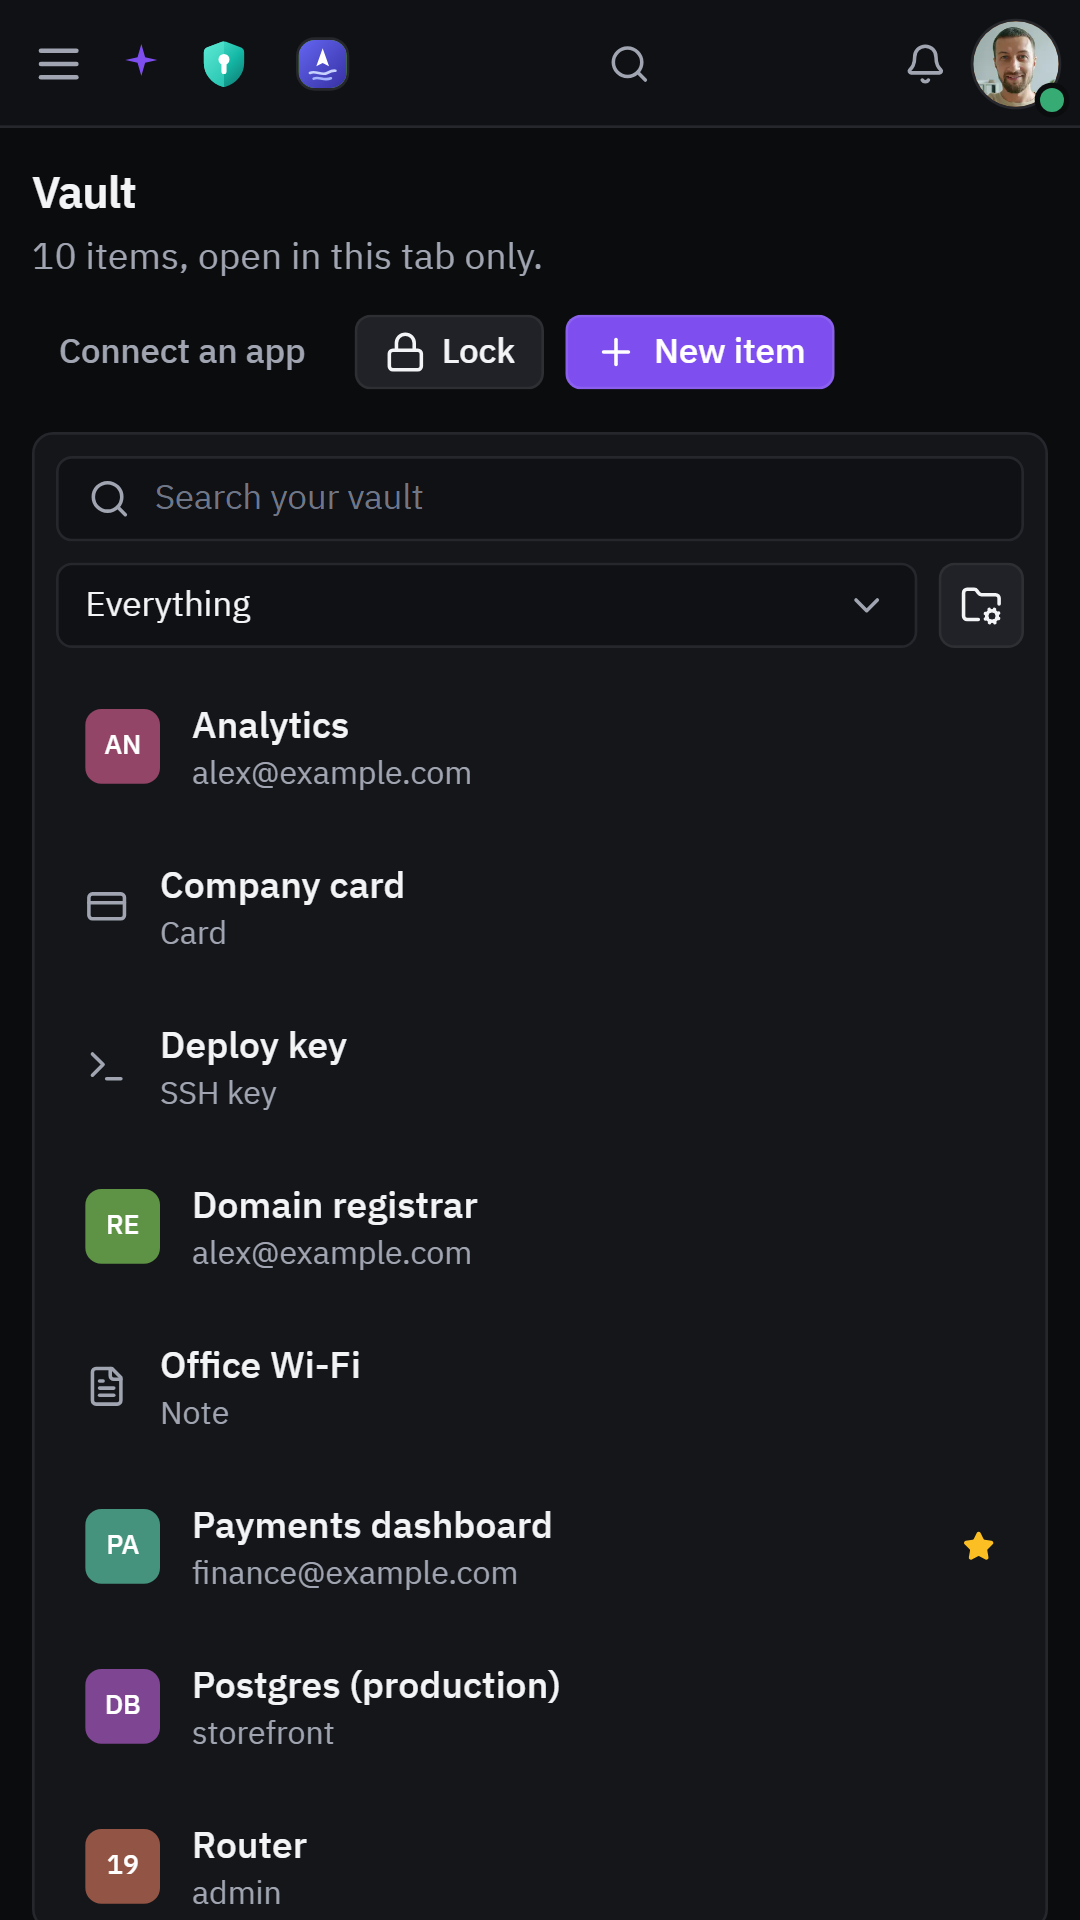 Vault
10 items, open in this tab only.
Connect an app
Lock
New item
Search your vault
Everything
AN
Analytics
alex@example.com
Company card
Card
Deploy key
SSH key
RE
Domain registrar
alex@example.com
Office Wi-Fi
Note
PA
Payments dashboard
finance@example.com
DB
Postgres (production)
storefront
19
Router
admin